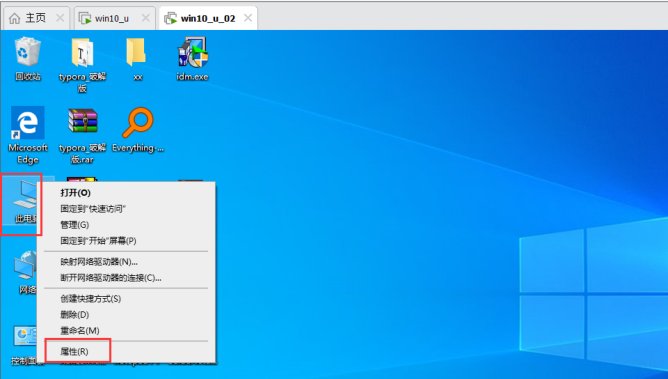 主页
win10_u
win10_u_02
回收站
typora_破解版
xx
idm.exe
Microsoft
Edge
typora_破解
版.rar
Everything-...
此电脑
打开(O)
固定到"快速访问"
管理(G)
固定到"开始"屏幕(P)
映射网络驱动器(N)...
断开网络驱动器的连接(C)...
创建快捷方式(S)
删除(D)
重命名(M)
属性(R)
网络
控制面板